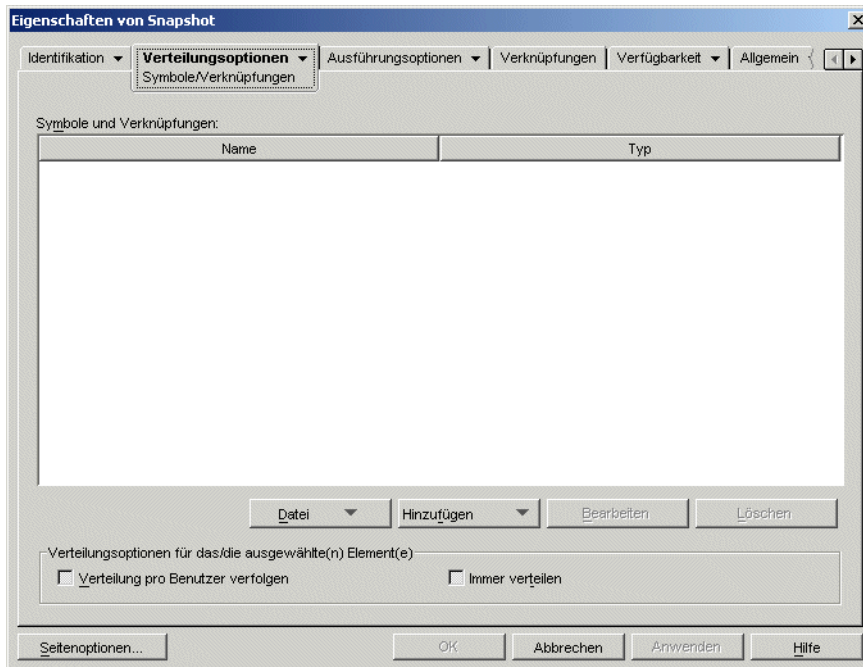 Eigenschaften von Snapshot
Identifikation Verteilungsoptionen Ausführungsoptionen Verknüpfungen Verfügbarkeit Allgemein
Symbole/Verknüpfungen
Symbole und Verknüpfungen:
Name Typ
Datei Hinzufügen Bearbeiten Löschen
Verteilungsoptionen für das/die ausgewählte(n) Element(e)
Verteilung pro Benutzer verfolgen Immer verteilen
Seitenoptionen... OK Abbrechen Anwenden Hilfe